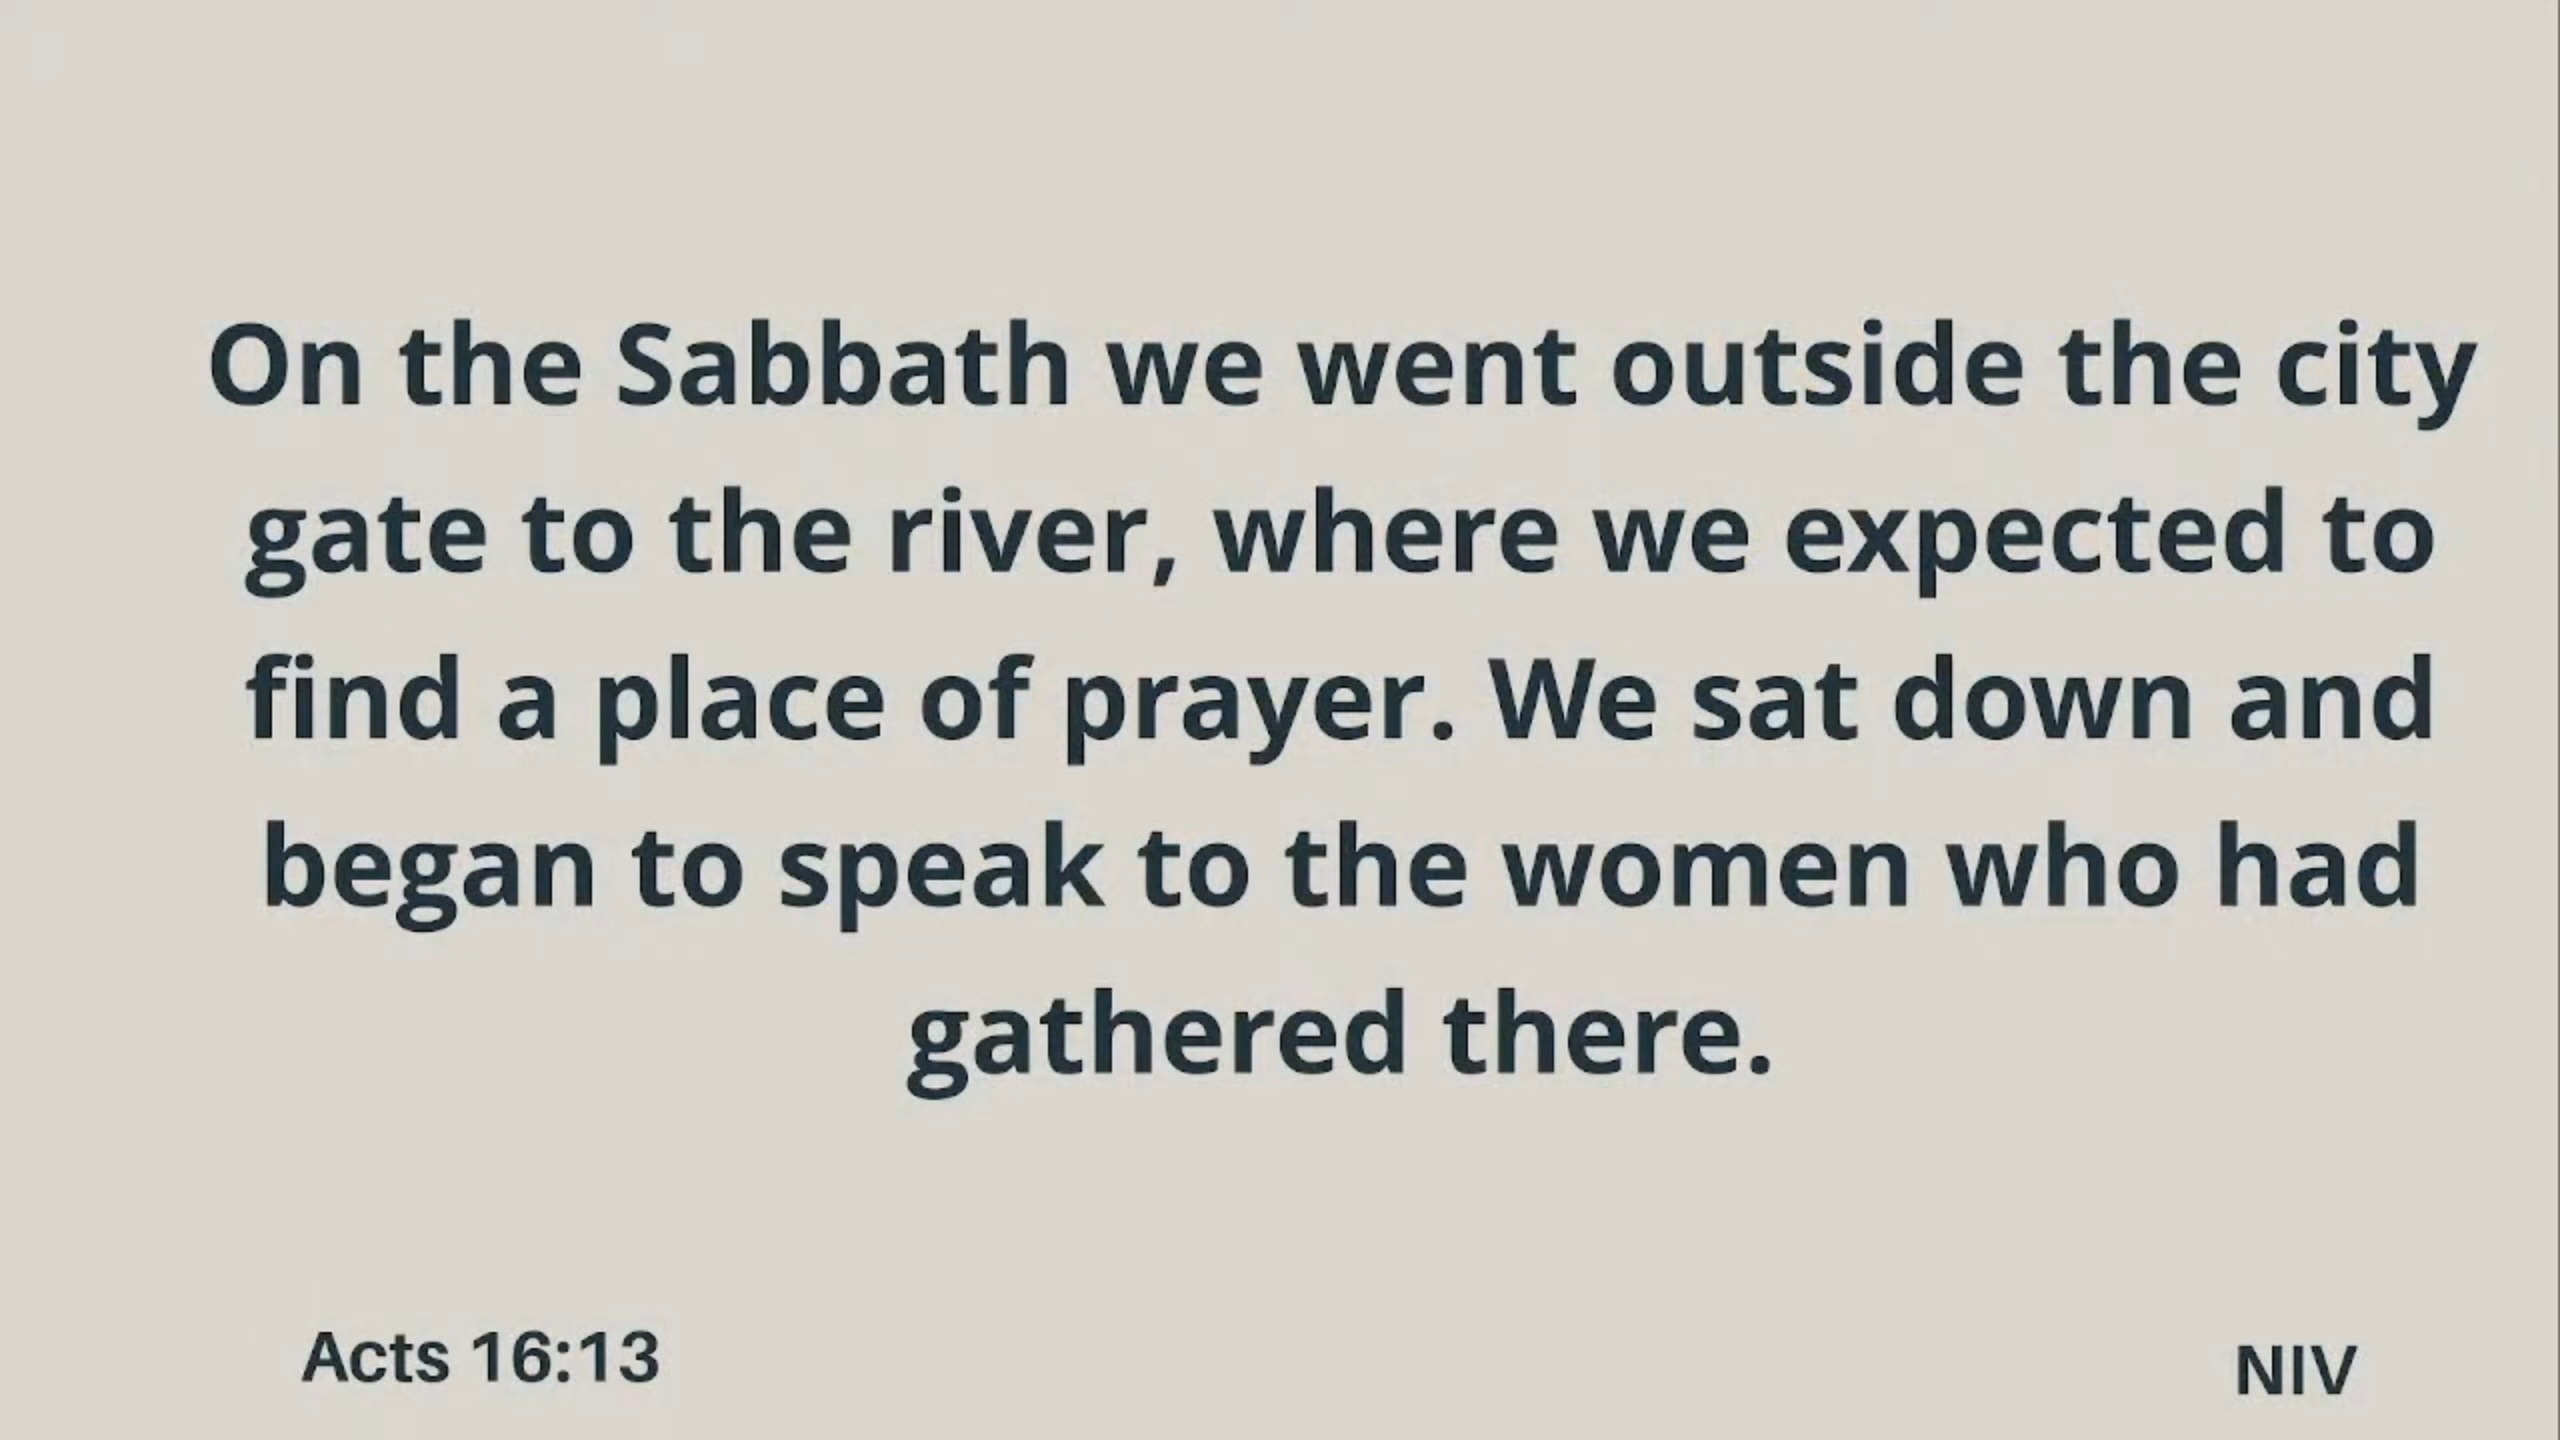 On the Sabbath we went outside the city
gate to the river, where we expected to
find a place of prayer. We sat down and
began to speak to the women who had
gathered there.
Acts 16:13
NIV